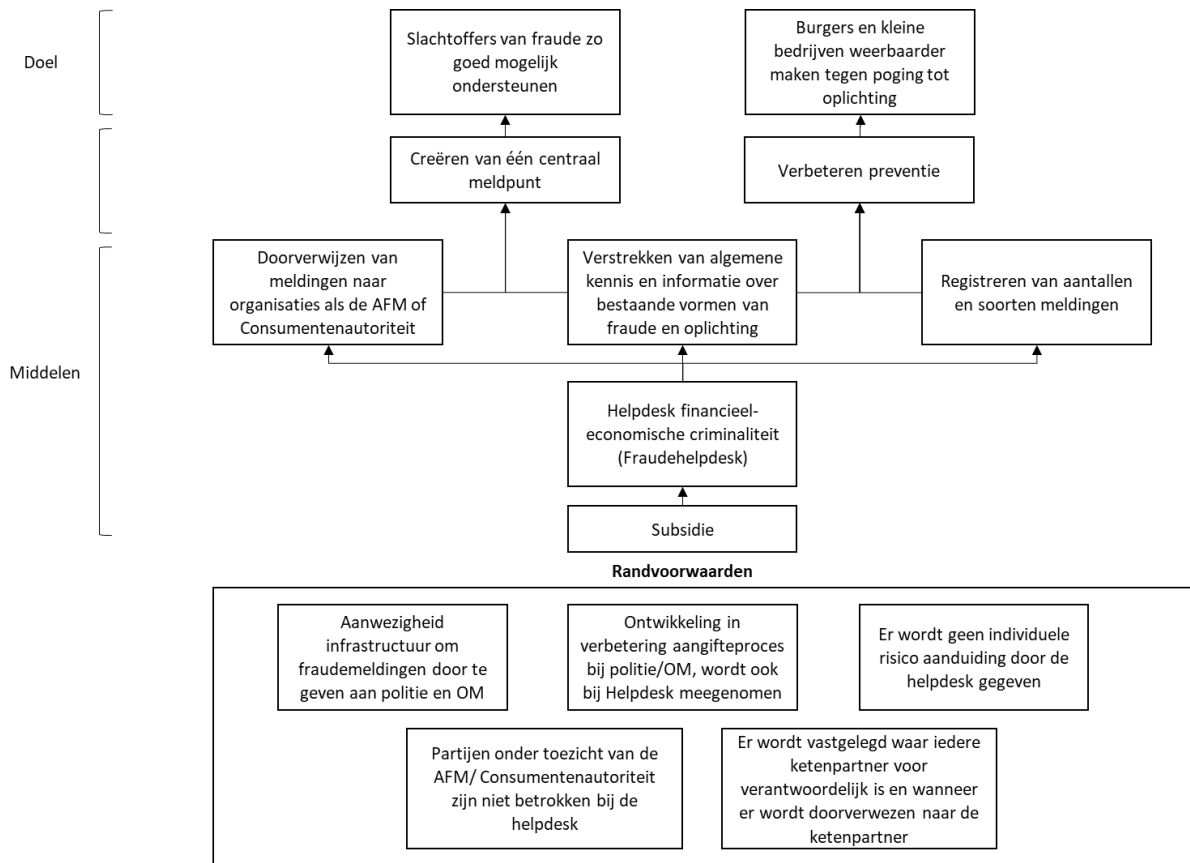 Doel
Slachtoffers van fraude zo
goed mogelijk
ondersteunen
Burgers en kleine
bedrijven weerbaarder
maken tegen poging tot
oplichting
Creëren van één centraal
meldpunt
Verbeteren preventie
Middelen
Doorverwijzen van
meldingen naar
organisaties als de AFM of
Consumentenautoriteit
Verstrekken van algemene
kennis en informatie over
bestaande vormen van
fraude en oplichting
Registreren van aantallen
en soorten meldingen
Helpdesk financieel-
economische criminaliteit
(Fraudehelpdesk)
Subsidie
Randvoorwaarden
Aanwezigheid
infrastructuur om
fraudemeldingen door te
geven aan politie en OM
Ontwikkeling in
verbetering aangifteproces
bij politie/OM, wordt ook
bij Helpdesk meegenomen
Er wordt geen individuele
risico aanduiding door de
helpdesk gegeven
Partijen onder toezicht van de
AFM/ Consumentenautoriteit
zijn niet betrokken bij de
helpdesk
Er wordt vastgelegd waar iedere
ketenpartner voor
verantwoordelijk is en wanneer
er wordt doorverwezen naar de
ketenpartner